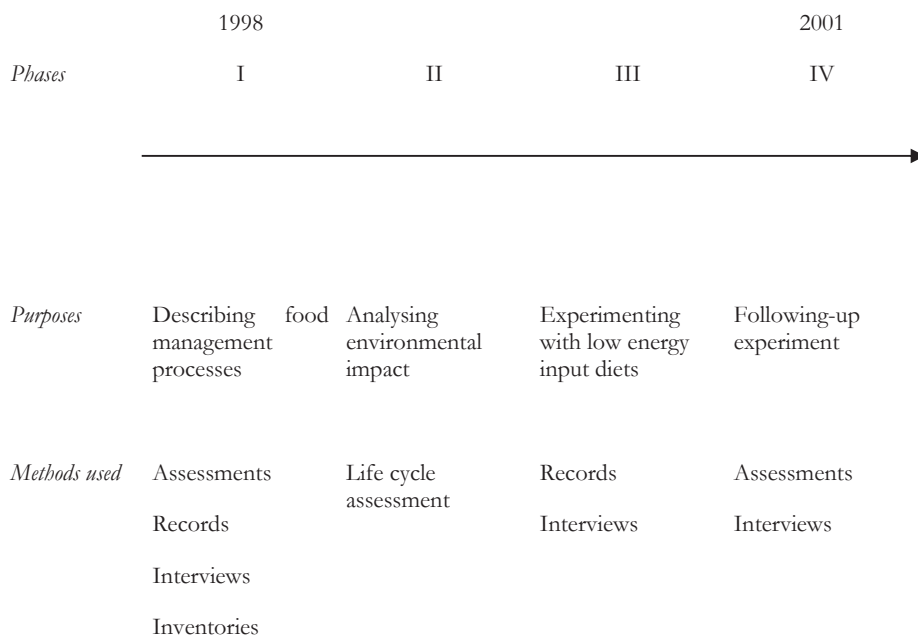 1998 2001
Phases I II III IV
Purposes Describing food Analysing Experimenting Following-up
management environmental with low energy experiment
processes impact input diets
Methods used Assessments Life cycle Records Assessments
assessment
Records Interviews Interviews
Interviews
Inventories